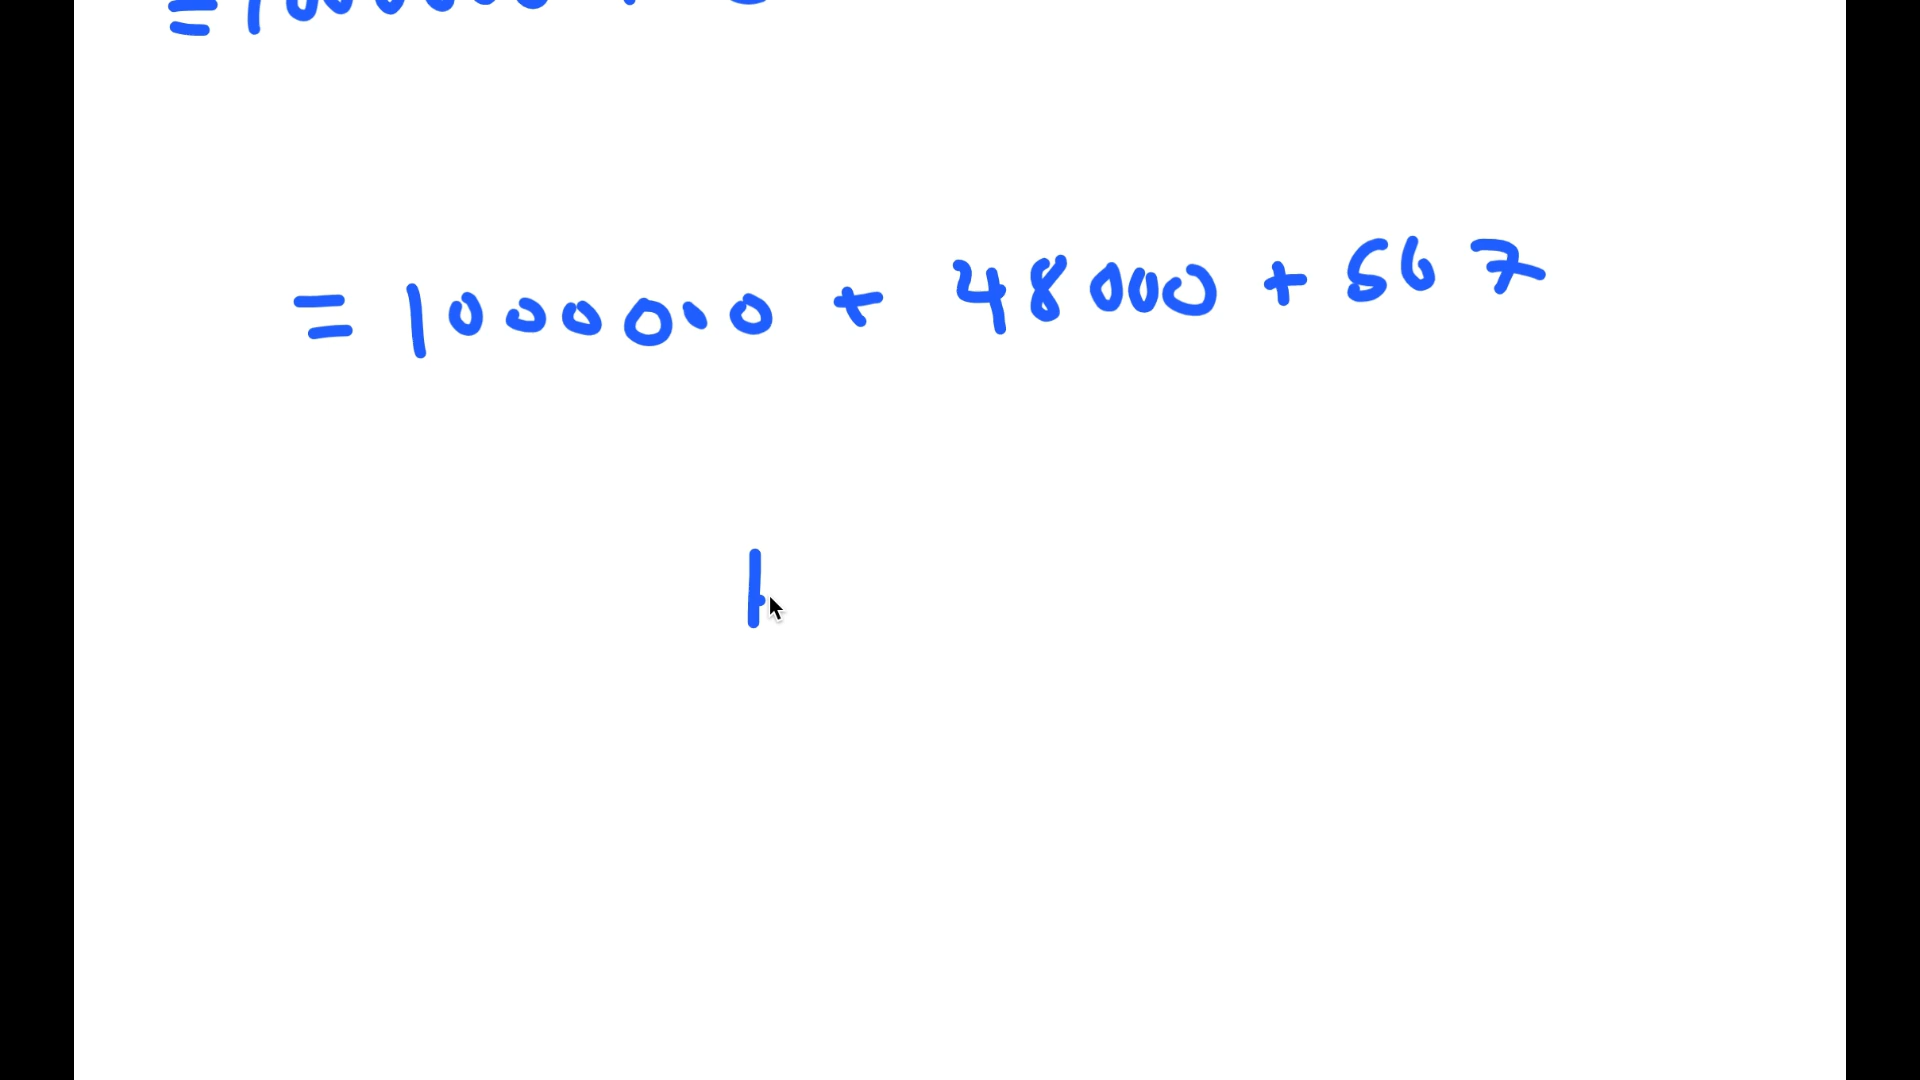 = 1000000 + 48000 + 567
1